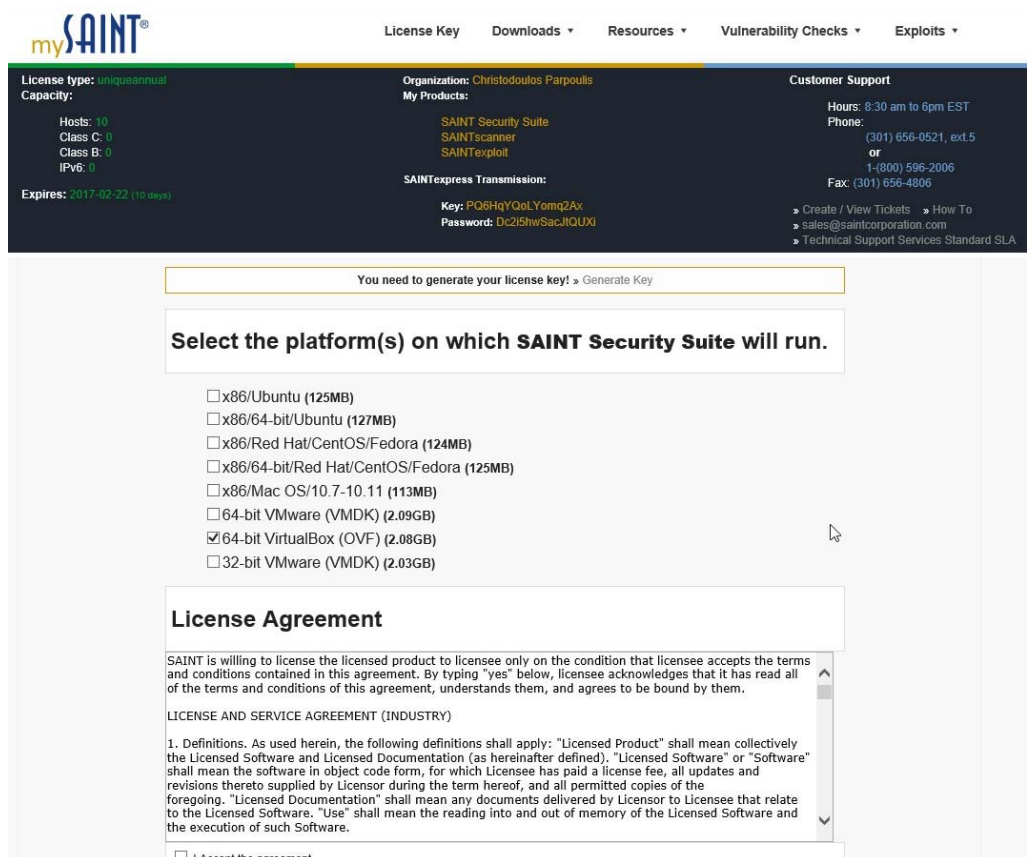 mySAINT®
License Key Downloads Resources Vulnerability Checks Exploits
License type: uniqueannual
Capacity:
Hosts: 10
Class C: 0
Class B: 0
IPv6: 0
Expires: 2017-02-22 (10 days)
Organization: Christodoulos Parpoulis
My Products:
SAINT Security Suite
SAINTscanner
SAINTexploit
SAINTexpress Transmission:
Key: PQ6HqYQoLYomq2Ax
Password: Dc2i5hwSacJtQUXi
Customer Support
Hours: 8:30 am to 6pm EST
Phone:
(301) 656-0521, ext.5
or
1-(800) 596-2006
Fax: (301) 656-4806
» Create / View Tickets » How To
» sales@saintcorporation.com
» Technical Support Services Standard SLA
You need to generate your license key! » Generate Key
Select the platform(s) on which SAINT Security Suite will run.
x86/Ubuntu (125MB)
x86/64-bit/Ubuntu (127MB)
x86/Red Hat/CentOS/Fedora (124MB)
x86/64-bit/Red Hat/CentOS/Fedora (125MB)
x86/Mac OS/10.7-10.11 (113MB)
64-bit VMware (VMDK) (2.09GB)
64-bit VirtualBox (OVF) (2.08GB)
32-bit VMware (VMDK) (2.03GB)
License Agreement
SAINT is willing to license the licensed product to licensee only on the condition that licensee accepts the terms
and conditions contained in this agreement. By typing "yes" below, licensee acknowledges that it has read all
of the terms and conditions of this agreement, understands them, and agrees to be bound by them.
LICENSE AND SERVICE AGREEMENT (INDUSTRY)
1. Definitions. As used herein, the following definitions shall apply: "Licensed Product" shall mean collectively
the Licensed Software and Licensed Documentation (as hereinafter defined). "Licensed Software" or "Software"
shall mean the software in object code form, for which Licensee has paid a license fee, all updates and
revisions thereto supplied by Licensor during the term hereof, and all permitted copies of the
foregoing. "Licensed Documentation" shall mean any documents delivered by Licensor to Licensee that relate
to the Licensed Software. "Use" shall mean the reading into and out of memory of the Licensed Software and
the execution of such Software.
I Accept the agreement